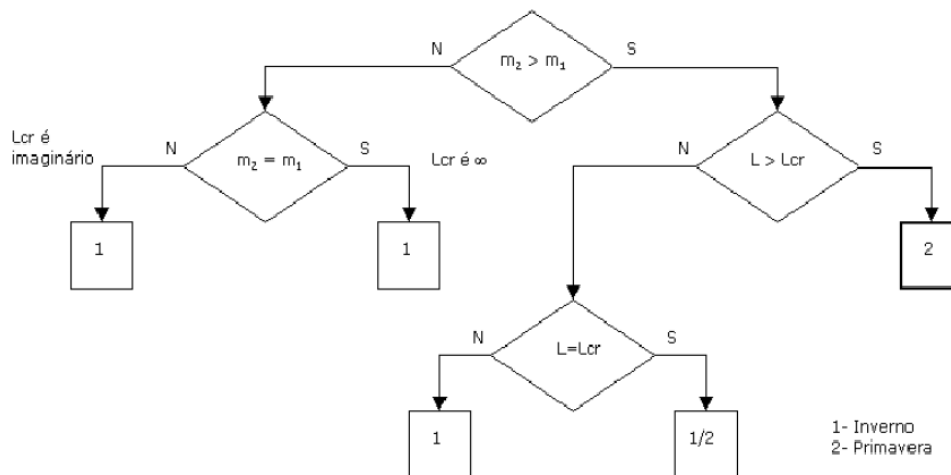 N
S
m₂ > m₁
Lcr é
imaginário
N
m₂ = m₁
S
Lcr é ∞
N
L > Lcr
S
1
1
2
N
L=Lcr
S
1
1/2
1- Inverno
2- Primavera